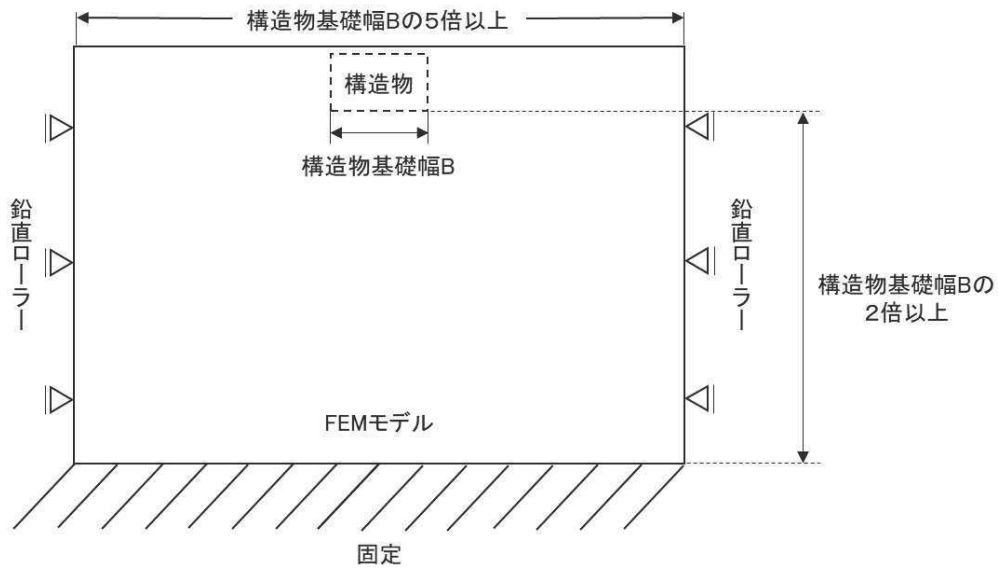 構造物基礎幅Bの5倍以上
構造物
構造物基礎幅B
鉛直ローラー
鉛直ローラー
構造物基礎幅Bの
2倍以上
FEMモデル
固定